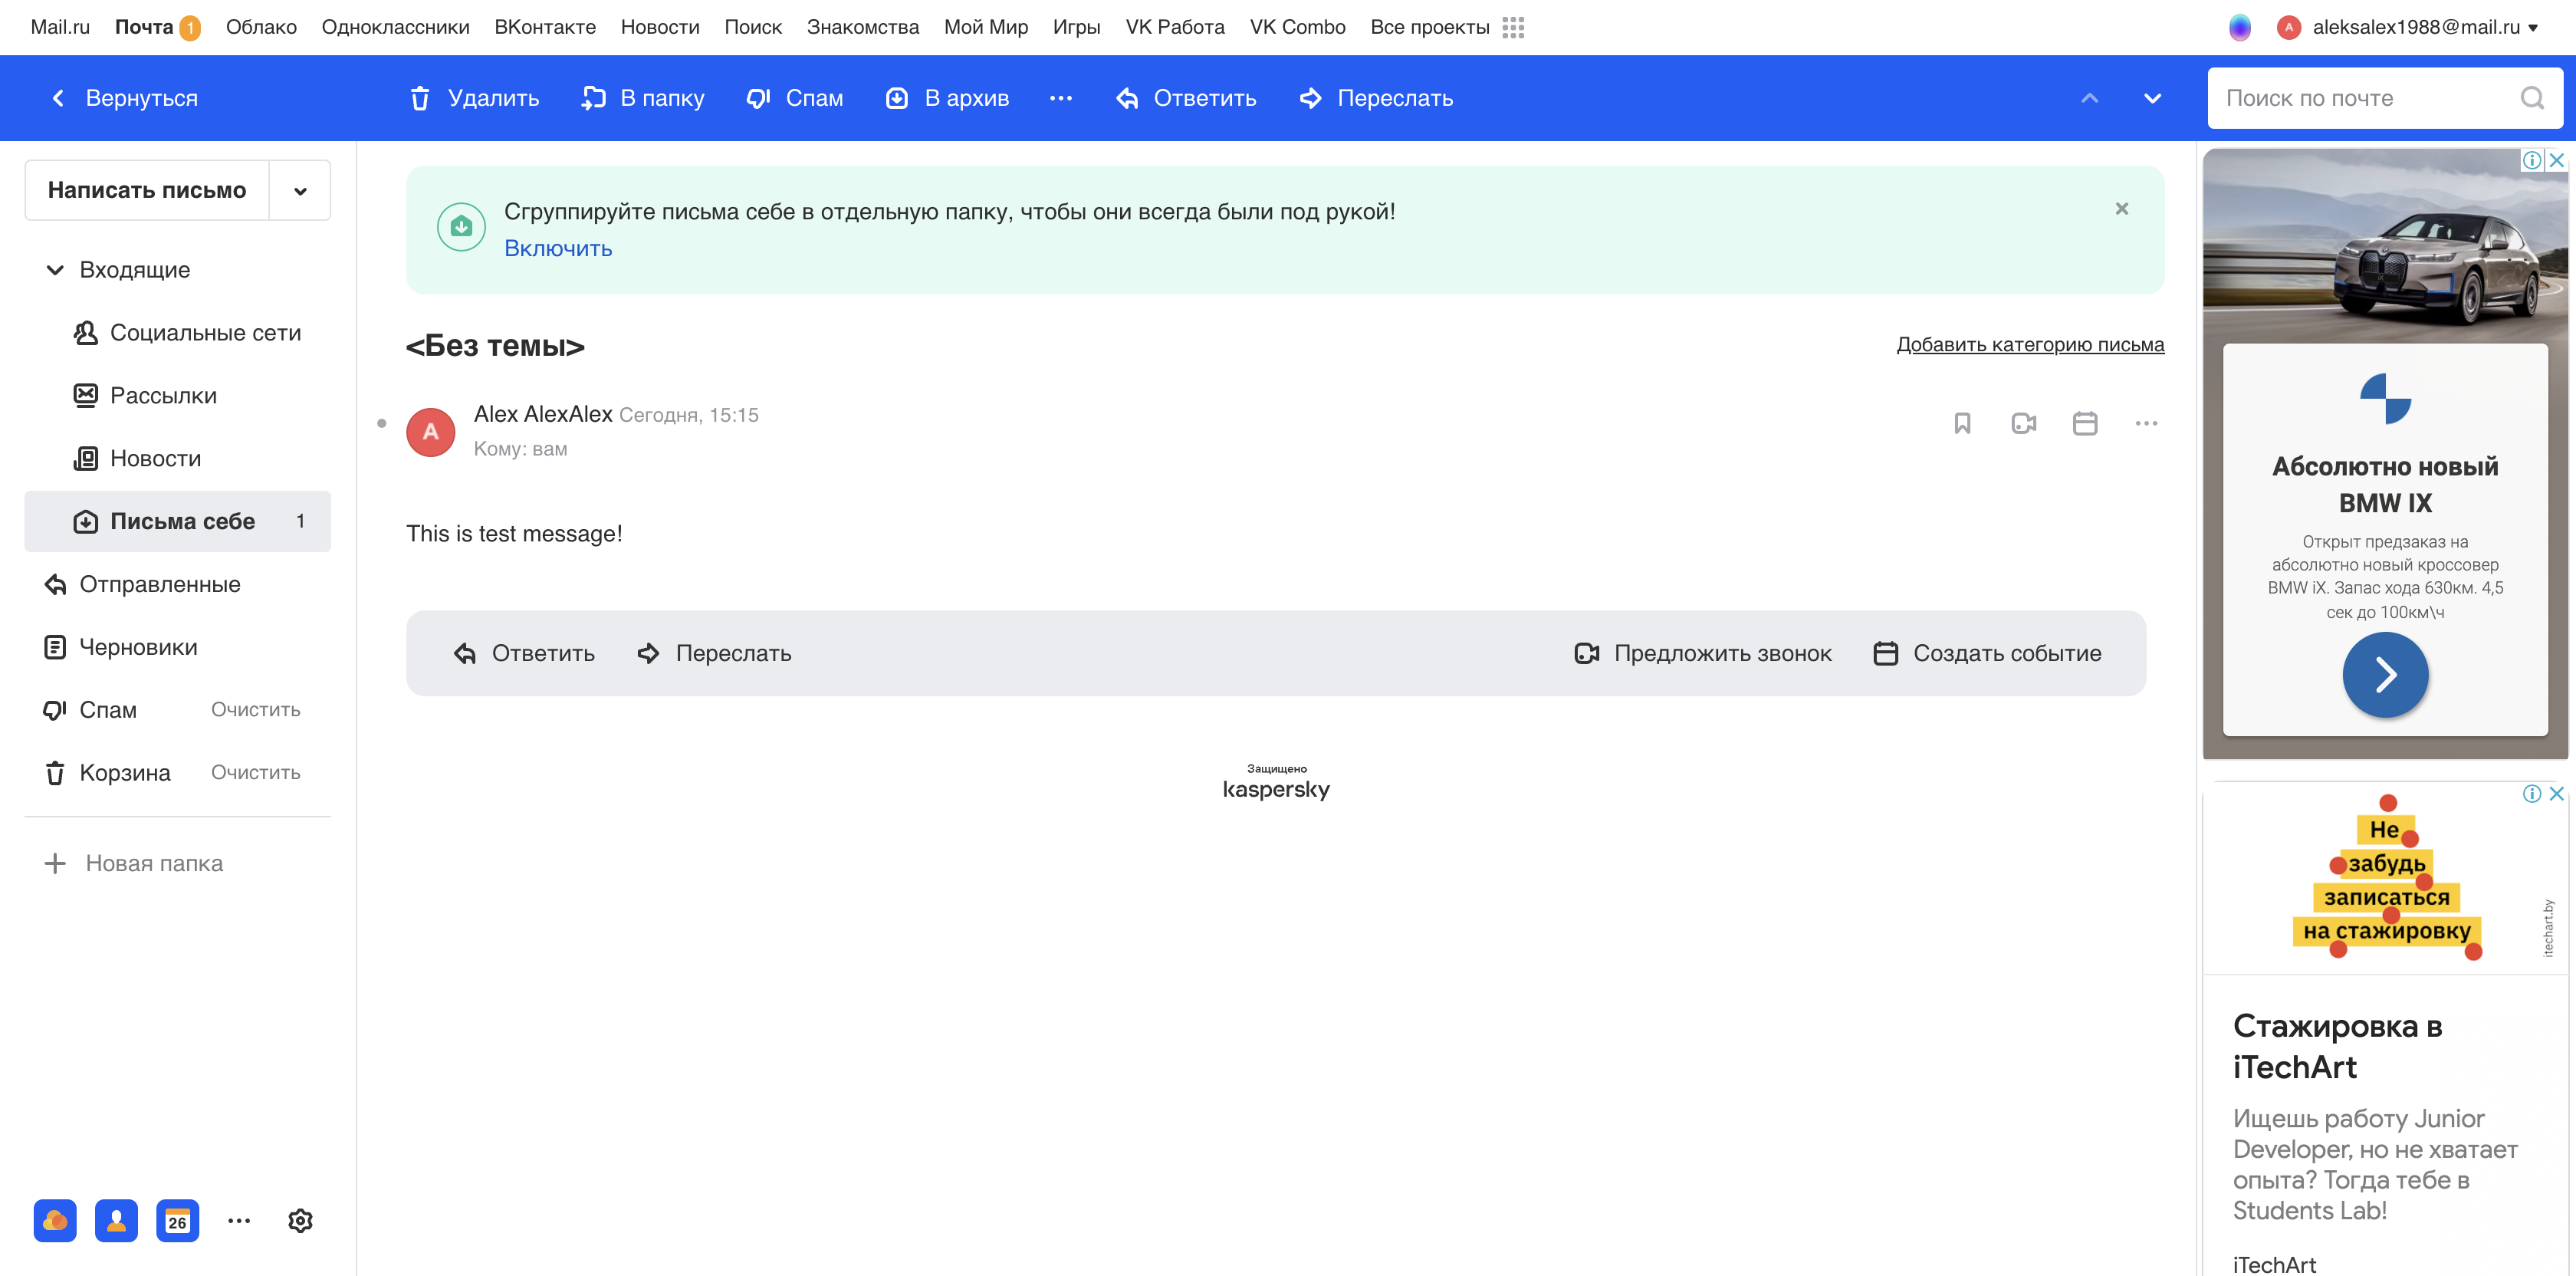 Mail.ru Почта 1 Облако Одноклассники ВКонтакте Новости Поиск Знакомства Мой Мир Игры VK Работа VK Combo Все проекты
A aleksalex1988@mail.ru
Вернуться Удалить В папку Спам В архив Ответить Переслать Поиск по почте
Написать письмо
Входящие
Социальные сети
Рассылки
Новости
Письма себе 1
Отправленные
Черновики
Спам Очистить
Корзина Очистить
Новая папка
26
Сгруппируйте письма себе в отдельную папку, чтобы они всегда были под рукой!
Включить
<Без темы> Добавить категорию письма
A
Alex AlexAlex Сегодня, 15:15
Кому: вам
This is test message!
Ответить Переслать Предложить звонок Создать событие
Защищено
kaspersky
Абсолютно новый
BMW IX
Открыт предзаказ на
абсолютно новый кроссовер
BMW iX. Запас хода 630км. 4,5
сек до 100км\ч
Не
забудь
записаться
на стажировку
itechart.by
Стажировка в
iTechArt
Ищешь работу Junior
Developer, но не хватает
опыта? Тогда тебе в
Students Lab!
iTechArt